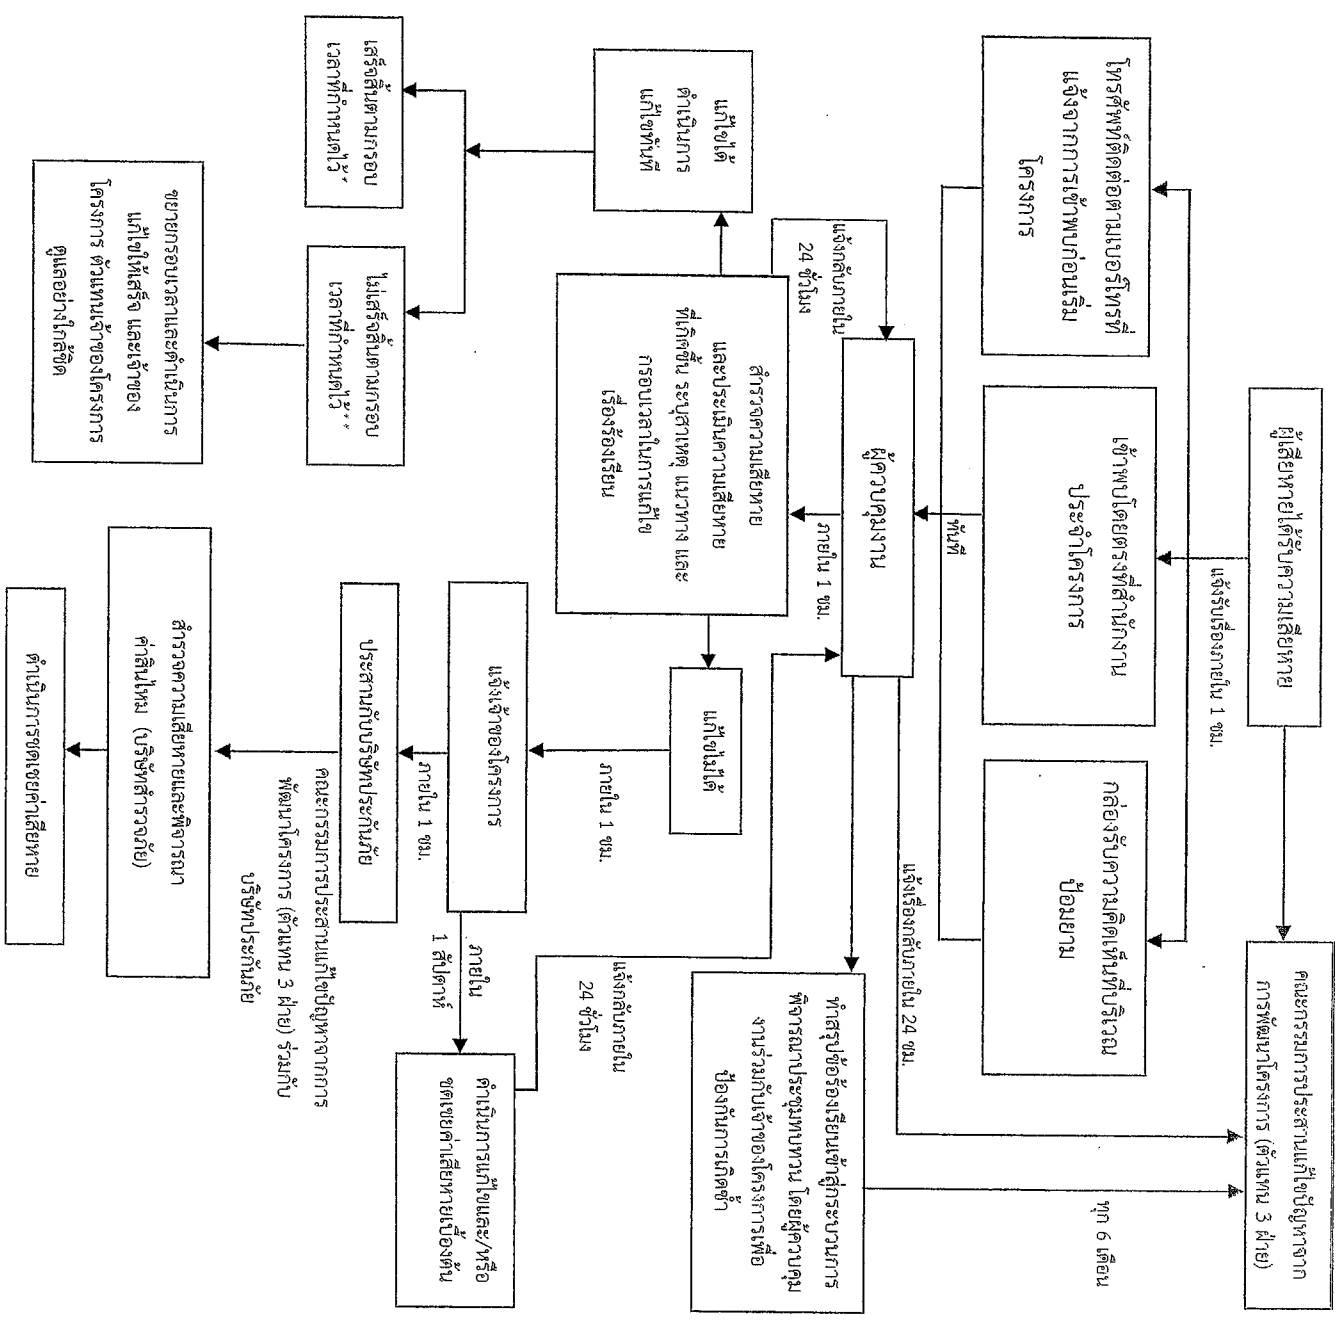 ผู้เสียหายได้รับความเสียหาย
คณะกรรมการประสานแก้ไขปัญหาจาก
การพัฒนาโครงการ (ตัวแทน 3 ฝ่าย)
แจ้งรับเรื่องภายใน 1 ชม.
โทรศัพท์ติดต่อตามเบอร์โทรที่
แจ้งจากการเข้าพบก่อนเริ่ม
โครงการ
เข้าพบโดยตรงที่สำนักงาน
ประจำโครงการ
กล่องรับความคิดเห็นที่บริเวณ
ป้อมยาม
ทันที
แจ้งเรื่องกลับภายใน 24 ชม.
ทุก 6 เดือน
ผู้ควบคุมงาน
แจ้งกลับภายใน
24 ชั่วโมง
ภายใน 1 ชม.
ทำสรุปข้อร้องเรียนเข้าสู่กระบวนการ
พิจารณาประชุมทบทวน โดยผู้ควบคุม
งานร่วมกับเจ้าของโครงการเพื่อ
ป้องกันการเกิดซ้ำ
สำรวจความเสียหาย
และประเมินความเสียหาย
ที่เกิดขึ้น ระบุสาเหตุ แนวทาง และ
กรอบเวลาในการแก้ไข
เรื่องร้องเรียน
แก้ไขได้
ดำเนินการ
แก้ไขทันที
แก้ไขไม่ได้
ภายใน 1 ชม.
แจ้งกลับภายใน
24 ชั่วโมง
แจ้งเจ้าของโครงการ
ภายใน
1 สัปดาห์
ดำเนินการแก้ไขและ/หรือ
ชดเชยค่าเสียหายเบื้องต้น
ภายใน 1 ชม.
เสร็จสิ้นตามกรอบ
เวลาที่กำหนดไว้**
ไม่เสร็จสิ้นตามกรอบ
เวลาที่กำหนดไว้**
ประสานกับบริษัทประกันภัย
คณะกรรมการประสานแก้ไขปัญหาจากการ
พัฒนาโครงการ (ตัวแทน 3 ฝ่าย) ร่วมกับ
บริษัทประกันภัย
ขยายกรอบเวลาและดำเนินการ
แก้ไขให้เสร็จ และเจ้าของ
โครงการ ตัวแทนเจ้าของโครงการ
ดูแลอย่างใกล้ชิด
สำรวจความเสียหายและพิจารณา
ค่าสินไหม (บริษัทสำรวจภัย)
ดำเนินการชดเชยค่าเสียหาย